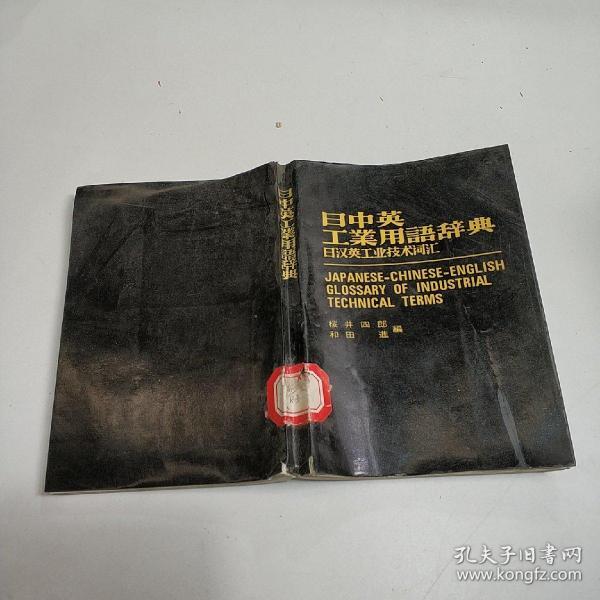 日中英工業用語辞典
日中英
工業用語辞典
日汉英工业技术词汇
JAPANESE-CHINESE-ENGLISH
GLOSSARY OF INDUSTRIAL
TECHNICAL TERMS
桜井四郎
和田進 編
孔夫子旧书网
www.kongfz.com